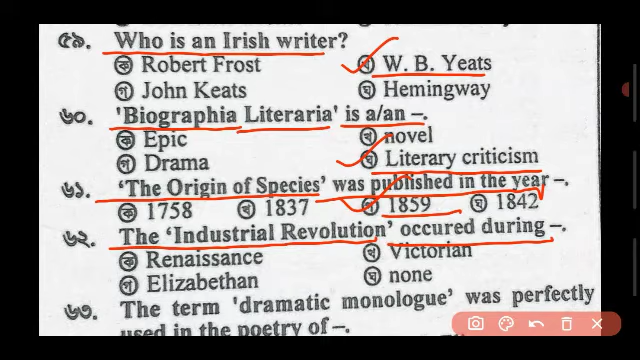 ৫৯. Who is an Irish writer?
ক Robert Frost খ W. B. Yeats
গ John Keats ঘ Hemingway
৬০. 'Biographia Literaria' is a/an –.
ক Epic খ novel
গ Drama ঘ Literary criticism
৬১. 'The Origin of Species' was published in the year –.
ক 1758 খ 1837 গ 1859 ঘ 1842
৬২. The 'Industrial Revolution' occured during –.
ক Renaissance খ Victorian
গ Elizabethan ঘ none
৬৩. The term 'dramatic monologue' was perfectly
used in the poetry of –.